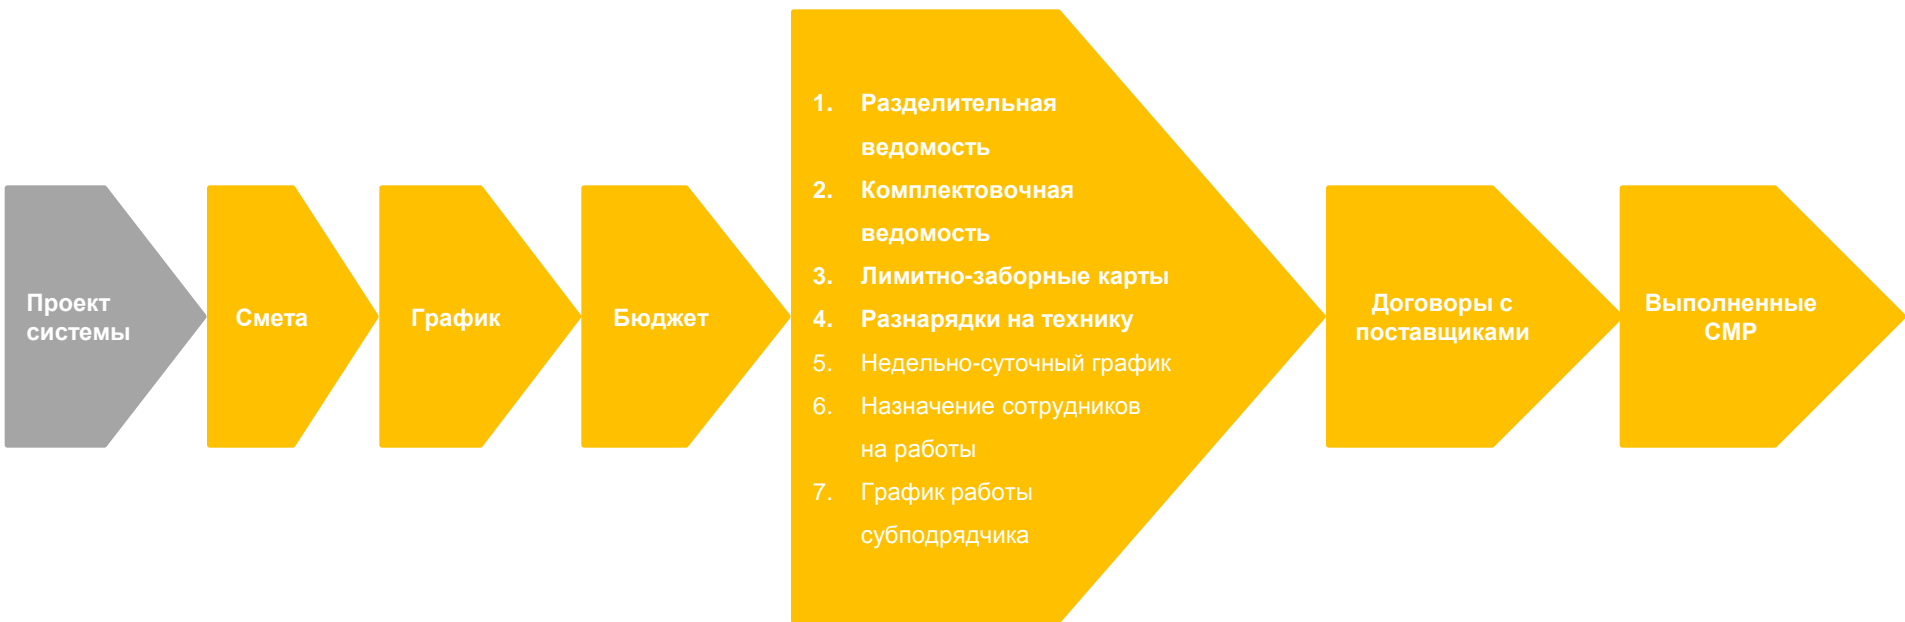 Проект
системы
Смета
График
Бюджет
1. Разделительная
ведомость
2. Комплектовочная
ведомость
3. Лимитно-заборные карты
4. Разнарядки на технику
5. Недельно-суточный график
6. Назначение сотрудников
на работы
7. График работы
субподрядчика
Договоры с
поставщиками
Выполненные
СМР